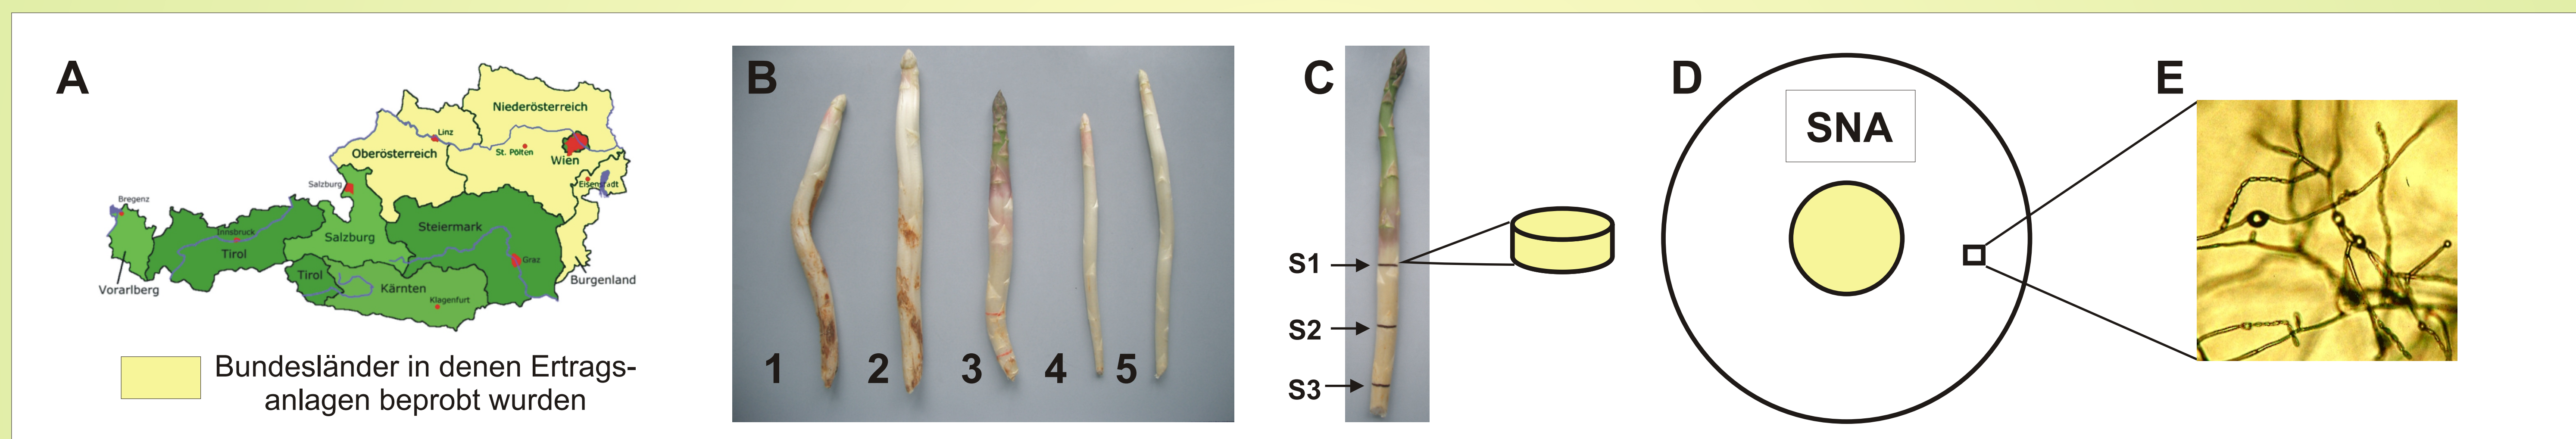 A
Niederösterreich
Linz
Oberösterreich
St. Pölten
Wien
Salzburg
Eisenstadt
Bregenz
Steiermark
Innsbruck
Salzburg
Tirol
Graz
Tirol
Kärnten
Burgenland
Vorarlberg
Klagenfurt
Bundesländer in denen Ertrags-
anlagen beprobt wurden
B
1 2 3 4 5
C
S1
S2
S3
D
SNA
E